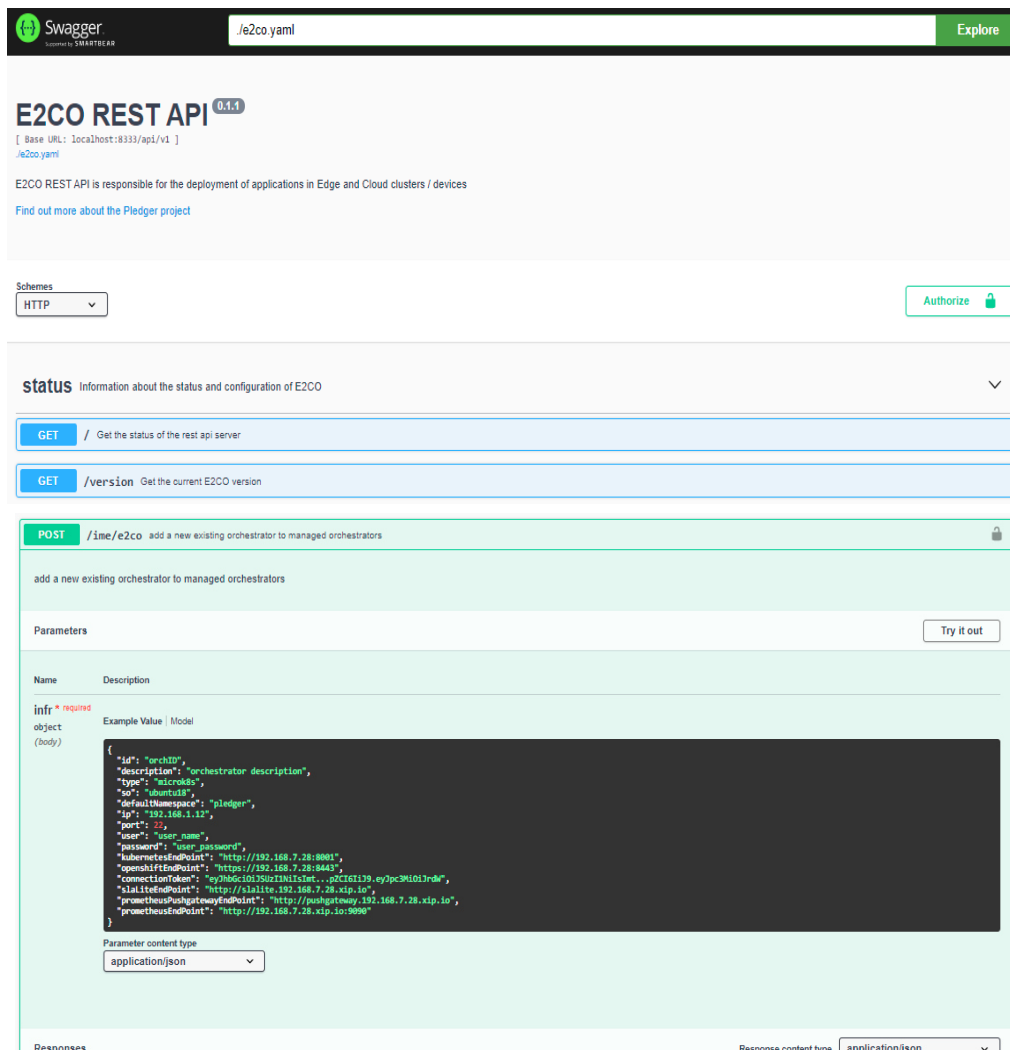 Swagger
Supported by SMARTBEAR
./e2co.yaml
Explore
E2CO REST API 0.1.1
[ Base URL: localhost:8333/api/v1 ]
./e2co.yaml
E2CO REST API is responsible for the deployment of applications in Edge and Cloud clusters / devices
Find out more about the Pledger project
Schemes
HTTP
Authorize
status Information about the status and configuration of E2CO
GET / Get the status of the rest api server
GET /version Get the current E2CO version
POST /ime/e2co add a new existing orchestrator to managed orchestrators
add a new existing orchestrator to managed orchestrators
Parameters
Try it out
Name Description
infr * required
object
(body)
Example Value | Model
{
"id": "orchID",
"description": "orchestrator description",
"type": "microk8s",
"so": "ubuntu18",
"defaultNamespace": "pledger",
"ip": "192.168.1.12",
"port": 22,
"user": "user_name",
"password": "user_password",
"kubernetesEndPoint": "http://192.168.7.28:8001",
"openshiftEndPoint": "https://192.168.7.28:8443",
"connectionToken": "eyJhbGciOiJSUzI1NiIsImt...pZCI6IiJ9.eyJpc3MiOiJrdW",
"slaLiteEndPoint": "http://slalite.192.168.7.28.xip.io",
"prometheusPushgatewayEndPoint": "http://pushgateway.192.168.7.28.xip.io",
"prometheusEndPoint": "http://192.168.7.28.xip.io:9090"
}
Parameter content type
application/json
Responses
Response content type application/json